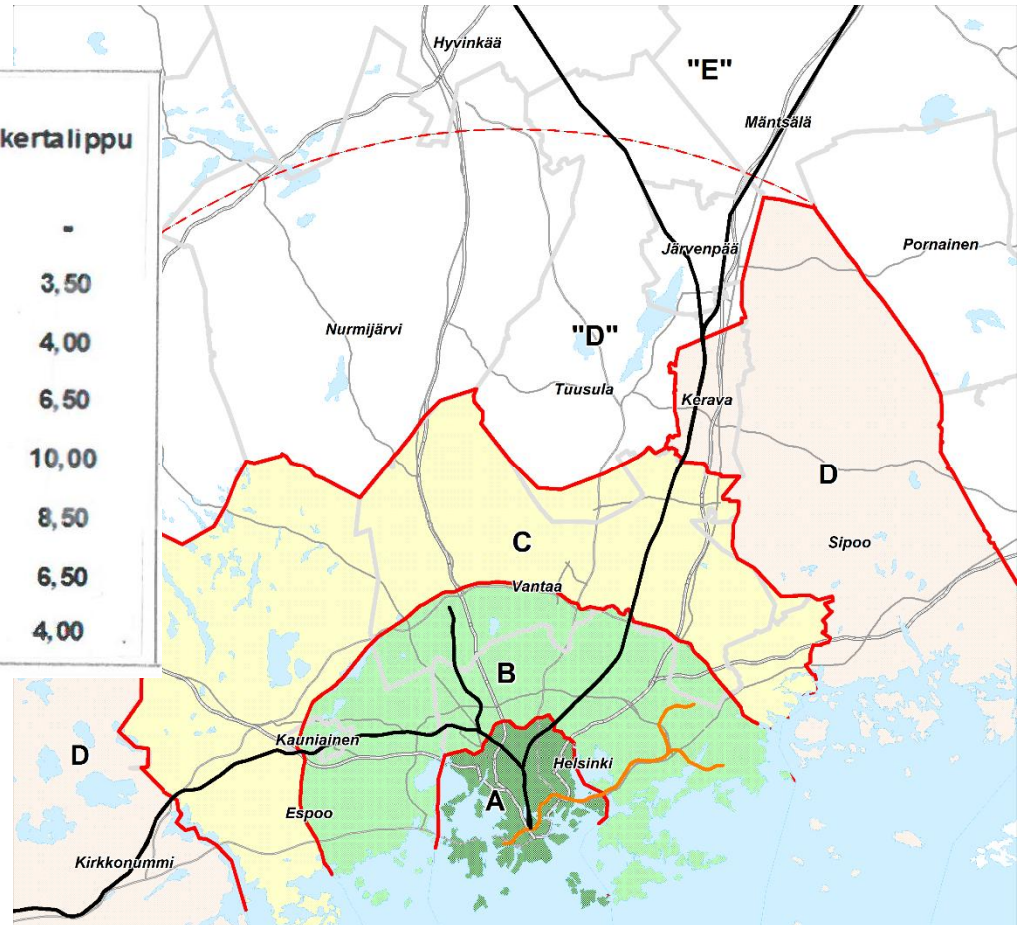 kertalippu
-
3,50
4,00
6,50
10,00
8,50
6,50
4,00
Hyvinkää
"E"
Mäntsälä
Järvenpää
Pornainen
Nurmijärvi
"D"
Tuusula
Kerava
D
Sipoo
C
Vantaa
B
D
Kauniainen
Helsinki
A
Espoo
Kirkkonummi